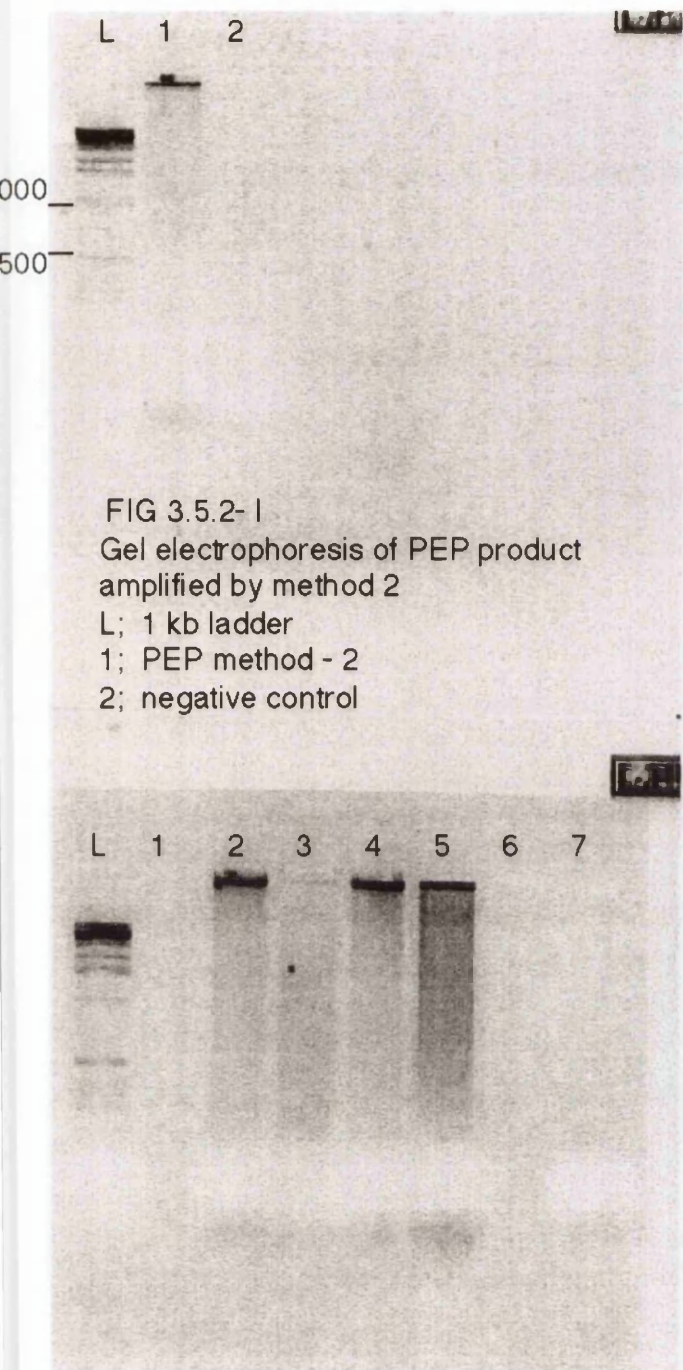 L 1 2
000
500
FIG 3.5.2- I
Gel electrophoresis of PEP product
amplified by method 2
L; 1 kb ladder
1; PEP method - 2
2; negative control
L 1 2 3 4 5 6 7